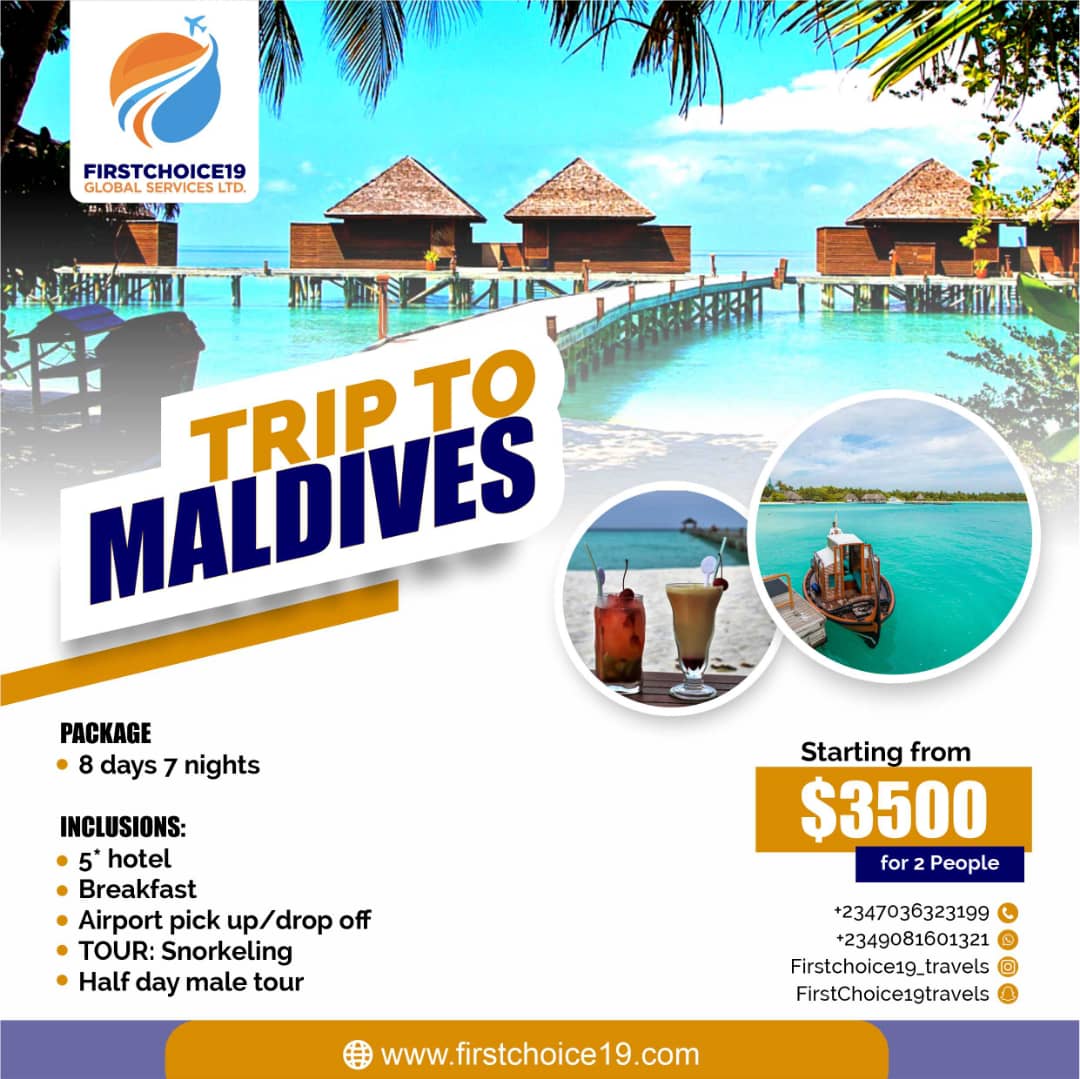 FIRSTCHOICE19
GLOBAL SERVICES LTD.
TRIP TO
MALDIVES
PACKAGE
• 8 days 7 nights
INCLUSIONS:
• 5* hotel
• Breakfast
• Airport pick up/drop off
• TOUR: Snorkeling
• Half day male tour
Starting from
$3500
for 2 People
+2347036323199
+2349081601321
Firstchoice19_travels
FirstChoice19travels
www.firstchoice19.com